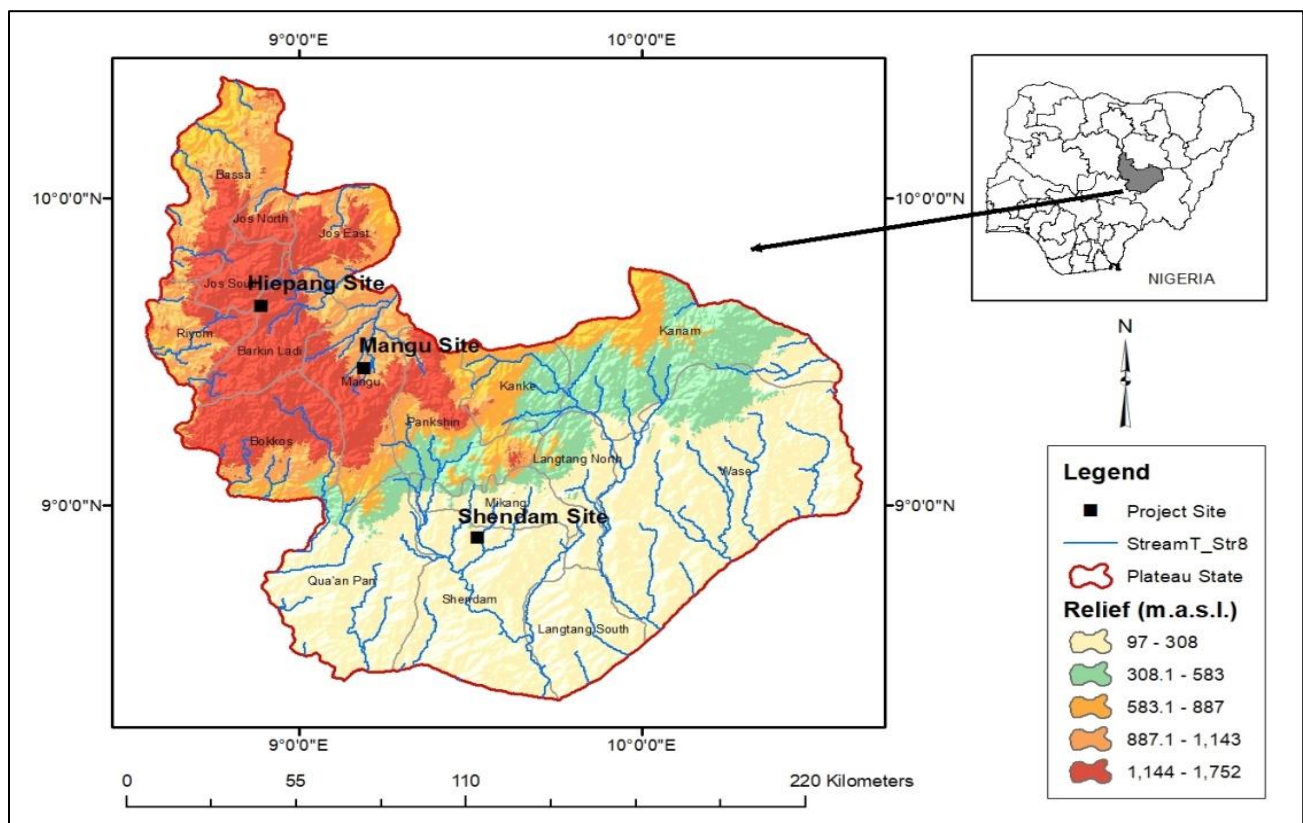 9°0'0"E
10°0'0"E
10°0'0"N
10°0'0"N
NIGERIA
Bassa
Jos North
Jos East
Jos South
Hiepang Site
Riyom
Barkin Ladi
Mangu Site
Mangu
Kanam
Kanke
Pankshin
Bokkos
Langtang North
Wase
9°0'0"N
9°0'0"N
Mikang
Shendam Site
Qua'an Pan
Shendam
Langtang South
9°0'0"E
10°0'0"E
0
55
110
220 Kilometers
N
Legend
Project Site
StreamT_Str8
Plateau State
Relief (m.a.s.l.)
97 - 308
308.1 - 583
583.1 - 887
887.1 - 1,143
1,144 - 1,752